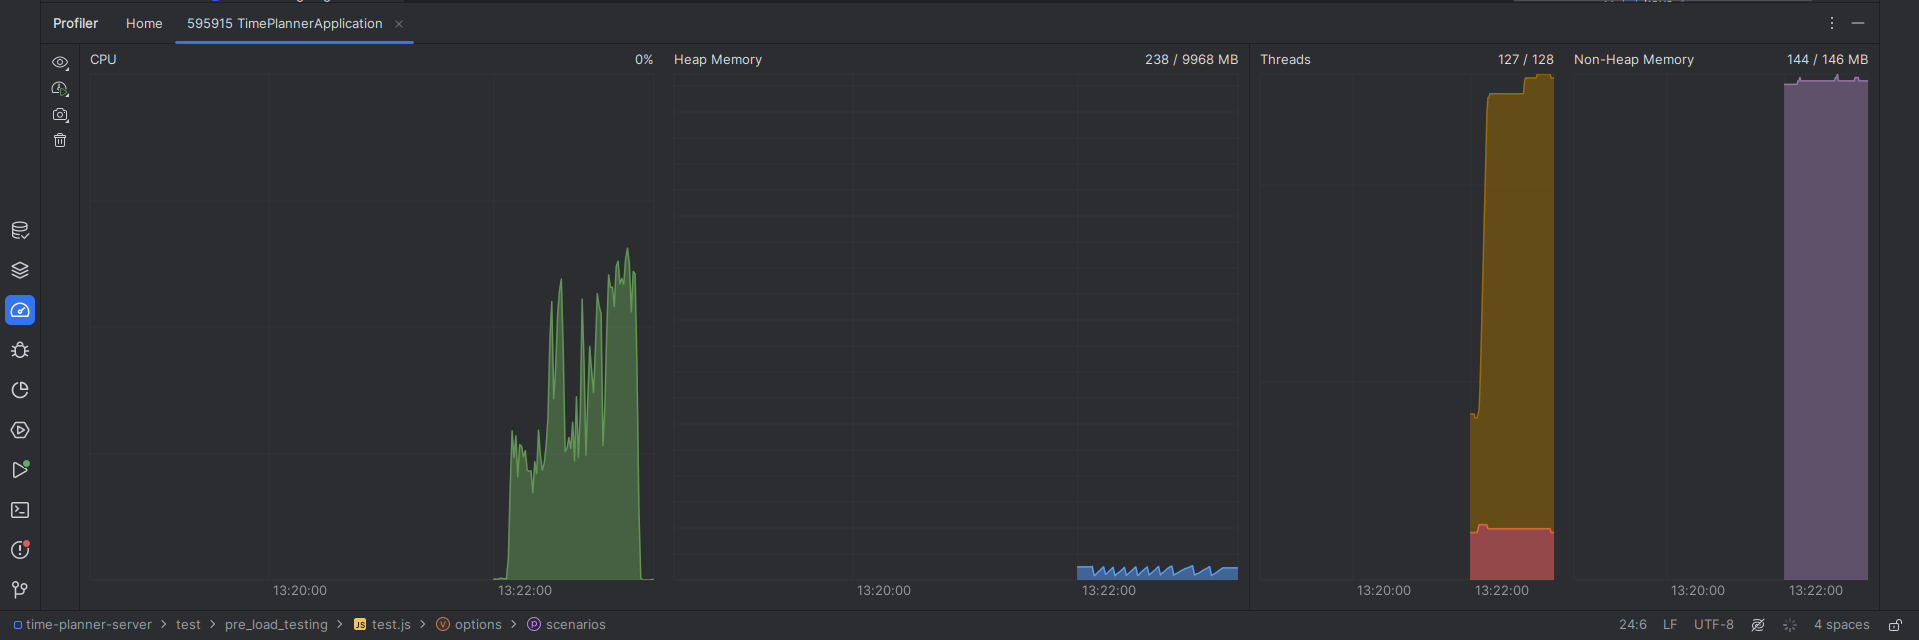 Profiler
Home
595915 TimePlannerApplication
CPU
0%
Heap Memory
238 / 9968 MB
Threads
127 / 128
Non-Heap Memory
144 / 146 MB
13:20:00
13:22:00
13:20:00
13:22:00
13:20:00
13:22:00
13:20:00
13:22:00
time-planner-server
test
pre_load_testing
JS test.js
V options
p scenarios
24:6
LF
UTF-8
4 spaces